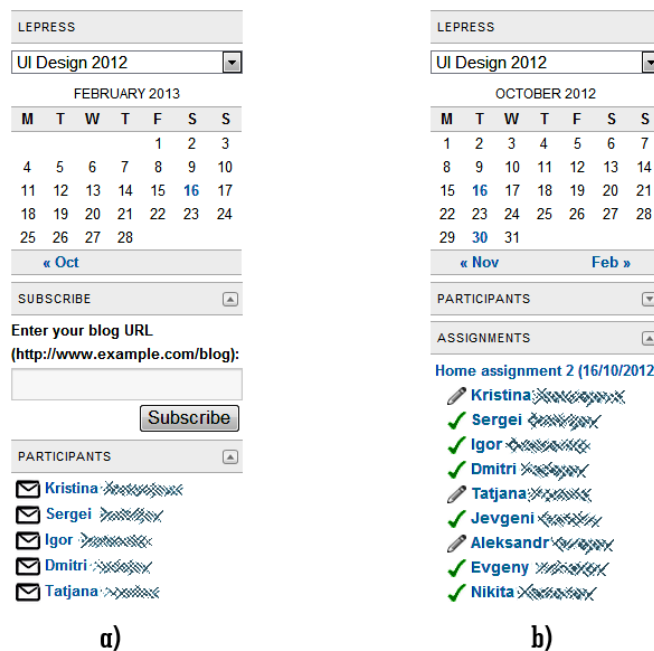 LEPRESS
UI Design 2012
FEBRUARY 2013
M T W T F S S
1 2 3
4 5 6 7 8 9 10
11 12 13 14 15 16 17
18 19 20 21 22 23 24
25 26 27 28
« Oct
SUBSCRIBE
Enter your blog URL
(http://www.example.com/blog):
Subscribe
PARTICIPANTS
Kristina
Sergei
Igor
Dmitri
Tatjana
a)
LEPRESS
UI Design 2012
OCTOBER 2012
M T W T F S S
1 2 3 4 5 6 7
8 9 10 11 12 13 14
15 16 17 18 19 20 21
22 23 24 25 26 27 28
29 30 31
« Nov Feb »
PARTICIPANTS
ASSIGNMENTS
Home assignment 2 (16/10/2012
Kristina
Sergei
Igor
Dmitri
Tatjana
Jevgeni
Aleksandr
Evgeny
Nikita
b)